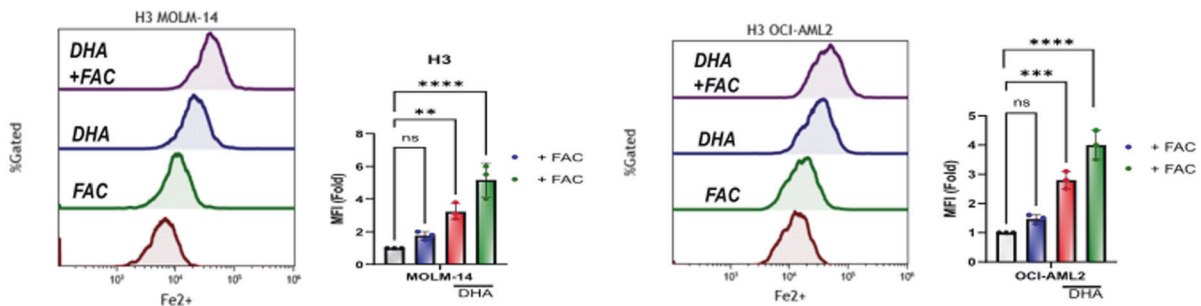 H3 MOLM-14
DHA
+FAC
DHA
FAC
%Gated
10³ 10⁴ 10⁵ 10⁶
Fe2+
H3
****
**
ns
8
6
4
2
0
MFI (Fold)
+ FAC
+ FAC
MOLM-14
DHA
H3 OCI-AML2
DHA
+FAC
DHA
FAC
%Gated
10³ 10⁴ 10⁵ 10⁶
Fe2+
****
***
ns
5
4
3
2
1
0
MFI (Fold)
+ FAC
+ FAC
OCI-AML2
DHA